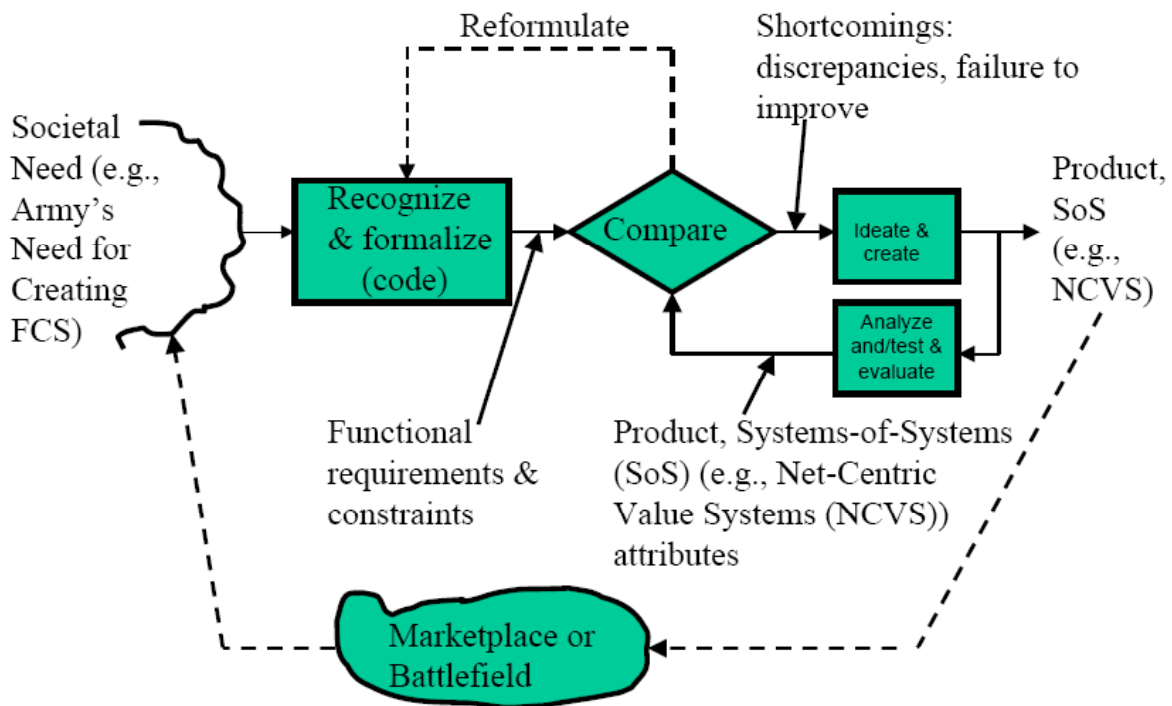 Reformulate
Shortcomings:
discrepancies, failure to
improve
Societal
Need (e.g.,
Army's
Need for
Creating
FCS)
Recognize
& formalize
(code)
Compare
Ideate &
create
Product,
SoS
(e.g.,
NCVS)
Analyze
and/test &
evaluate
Functional
requirements &
constraints
Product, Systems-of-Systems
(SoS) (e.g., Net-Centric
Value Systems (NCVS))
attributes
Marketplace or
Battlefield